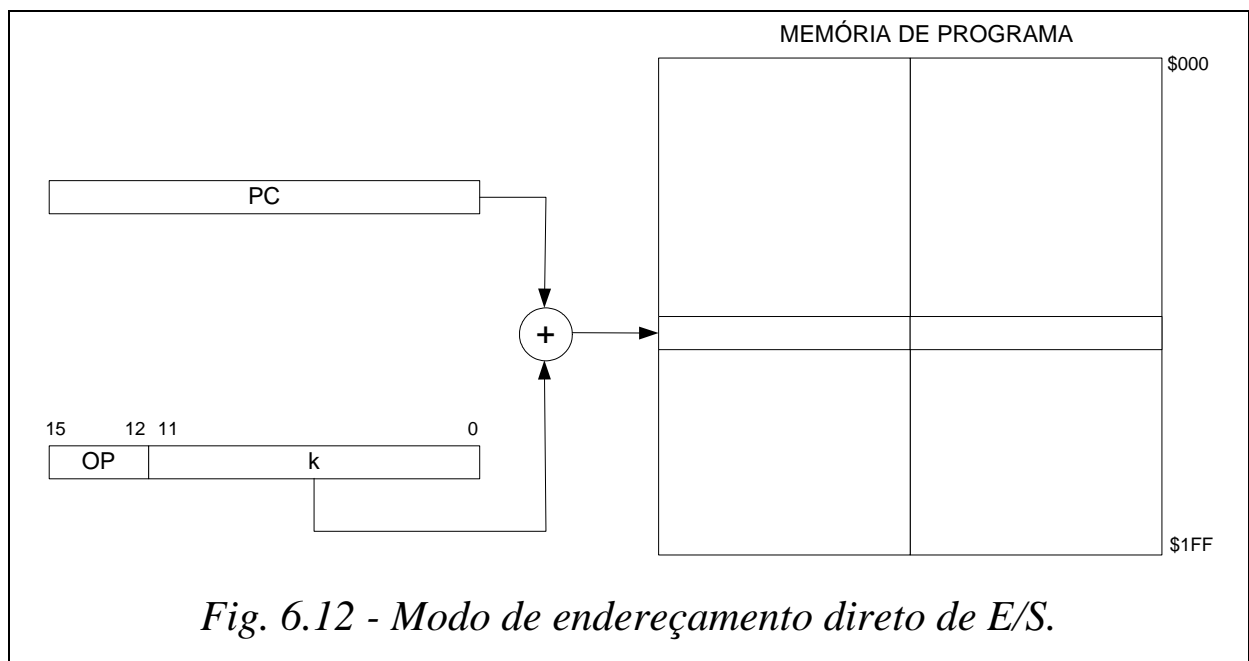 MEMÓRIA DE PROGRAMA
$000
PC
+
15 12 11 0
OP k
$1FF
Fig. 6.12 - Modo de endereçamento direto de E/S.